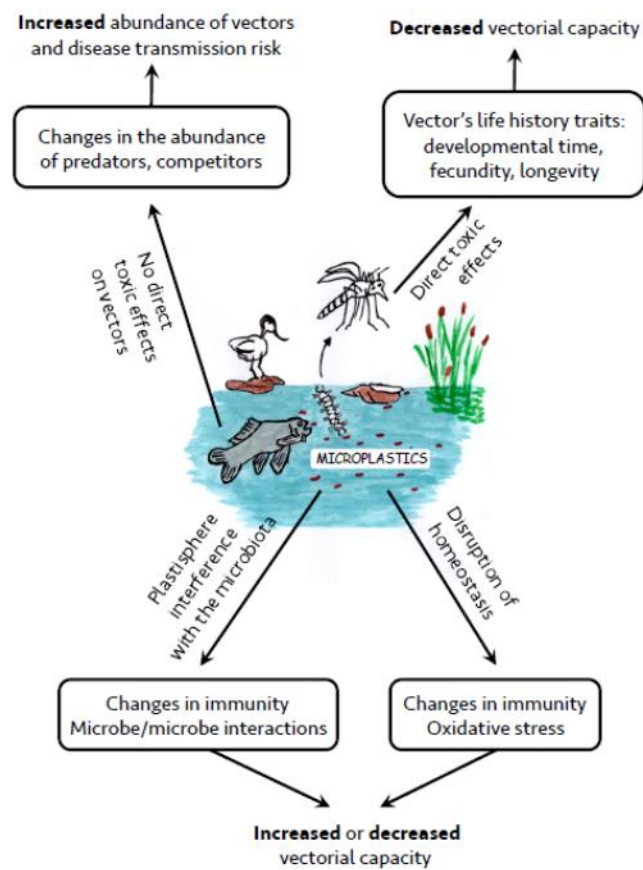 Increased abundance of vectors
and disease transmission risk
Decreased vectorial capacity
Changes in the abundance
of predators, competitors
Vector's life history traits:
developmental time,
fecundity, longevity
No direct
toxic effects
on vectors
Direct toxic
effects
MICROPLASTICS
Plastisphere
interference
with the microbiota
Disruption of
homeostasis
Changes in immunity
Microbe/microbe interactions
Changes in immunity
Oxidative stress
Increased or decreased
vectorial capacity